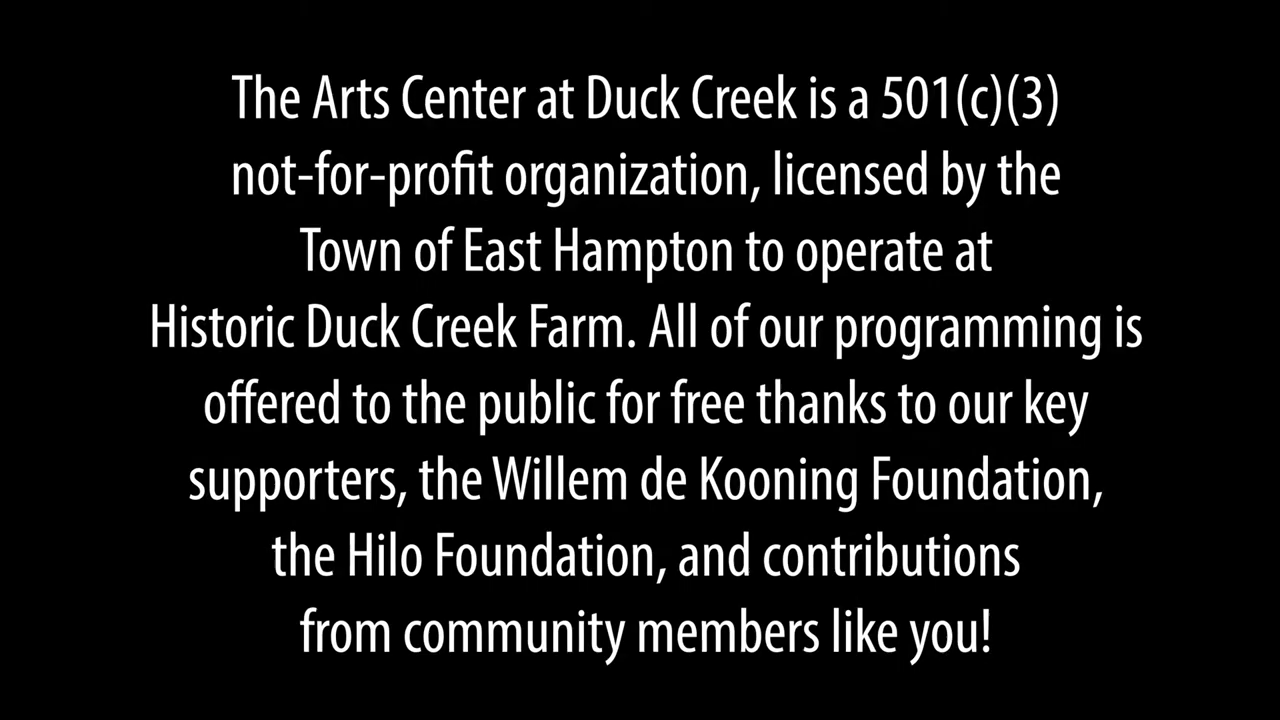 The Arts Center at Duck Creek is a 501(c)(3)
not-for-profit organization, licensed by the
Town of East Hampton to operate at
Historic Duck Creek Farm. All of our programming is
offered to the public for free thanks to our key
supporters, the Willem de Kooning Foundation,
the Hilo Foundation, and contributions
from community members like you!